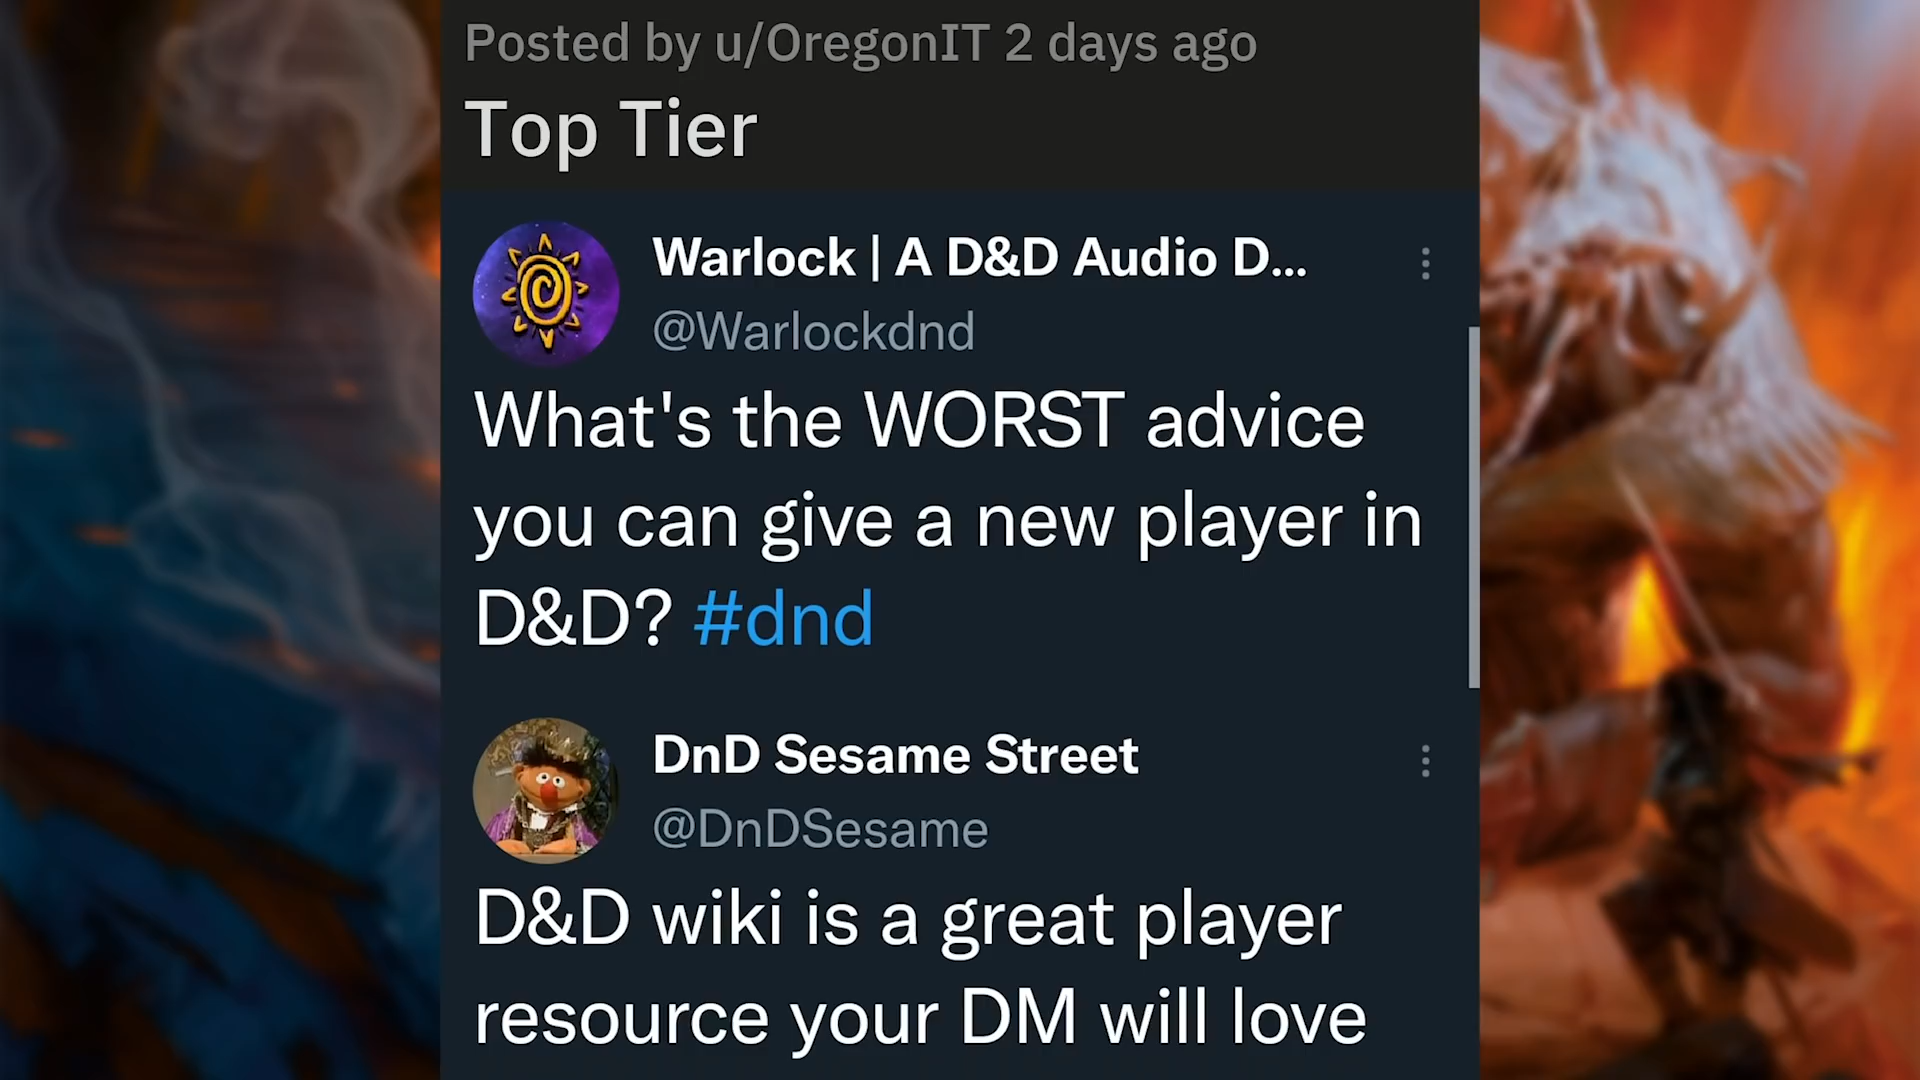 Posted by u/OregonIT 2 days ago
Top Tier
Warlock | A D&D Audio D...
@Warlockdnd
What's the WORST advice
you can give a new player in
D&D? #dnd
DnD Sesame Street
@DnDSesame
D&D wiki is a great player
resource your DM will love